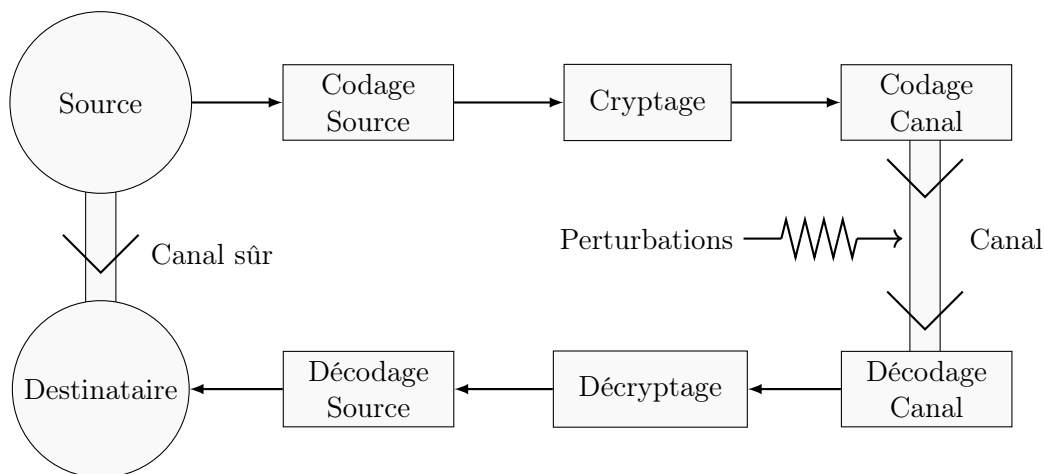 Source
Codage
Source
Cryptage
Codage
Canal
Canal sûr
Perturbations
Canal
Destinataire
Décodage
Source
Décryptage
Décodage
Canal